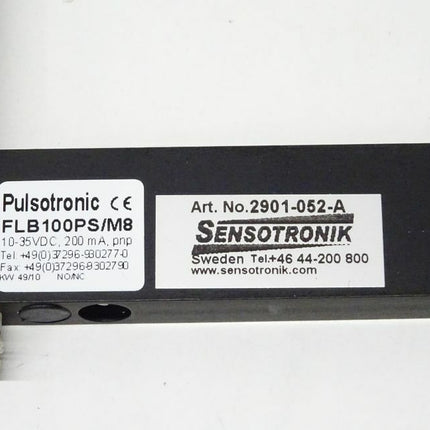 Pulsotronic CE
FLB100PS/M8
10-35VDC, 200 mA, pnp
Tel +49(0)37296-930277-0
Fax +49(0)37296-9302790
KW 49/10 NO/NC
Art. No. 2901-052-A
SENSOTRONIK
Sweden Tel.+46 44-200 800
www.sensotronik.com